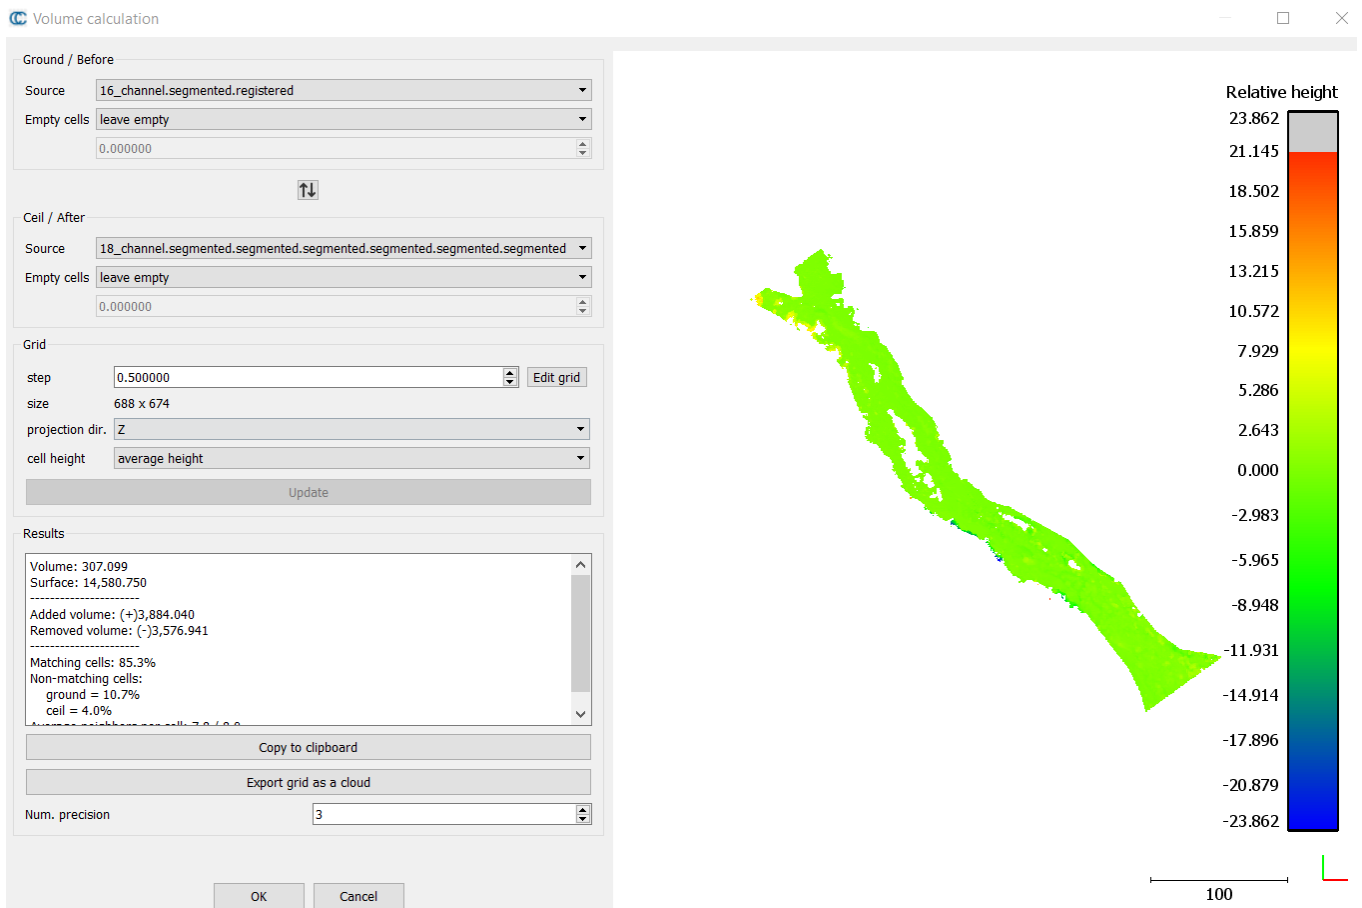 Volume calculation
Ground / Before
Source 16_channel.segmented.registered
Empty cells leave empty
0.000000
Ceil / After
Source 18_channel.segmented.segmented.segmented.segmented.segmented.segmented
Empty cells leave empty
0.000000
Grid
step 0.500000 Edit grid
size 688 x 674
projection dir. Z
cell height average height
Update
Results
Volume: 307.099
Surface: 14,580.750
----------------------
Added volume: (+)3,884.040
Removed volume: (-)3,576.941
----------------------
Matching cells: 85.3%
Non-matching cells:
ground = 10.7%
ceil = 4.0%
Copy to clipboard
Export grid as a cloud
Num. precision 3
OK Cancel
Relative height
23.862
21.145
18.502
15.859
13.215
10.572
7.929
5.286
2.643
0.000
-2.983
-5.965
-8.948
-11.931
-14.914
-17.896
-20.879
-23.862
100